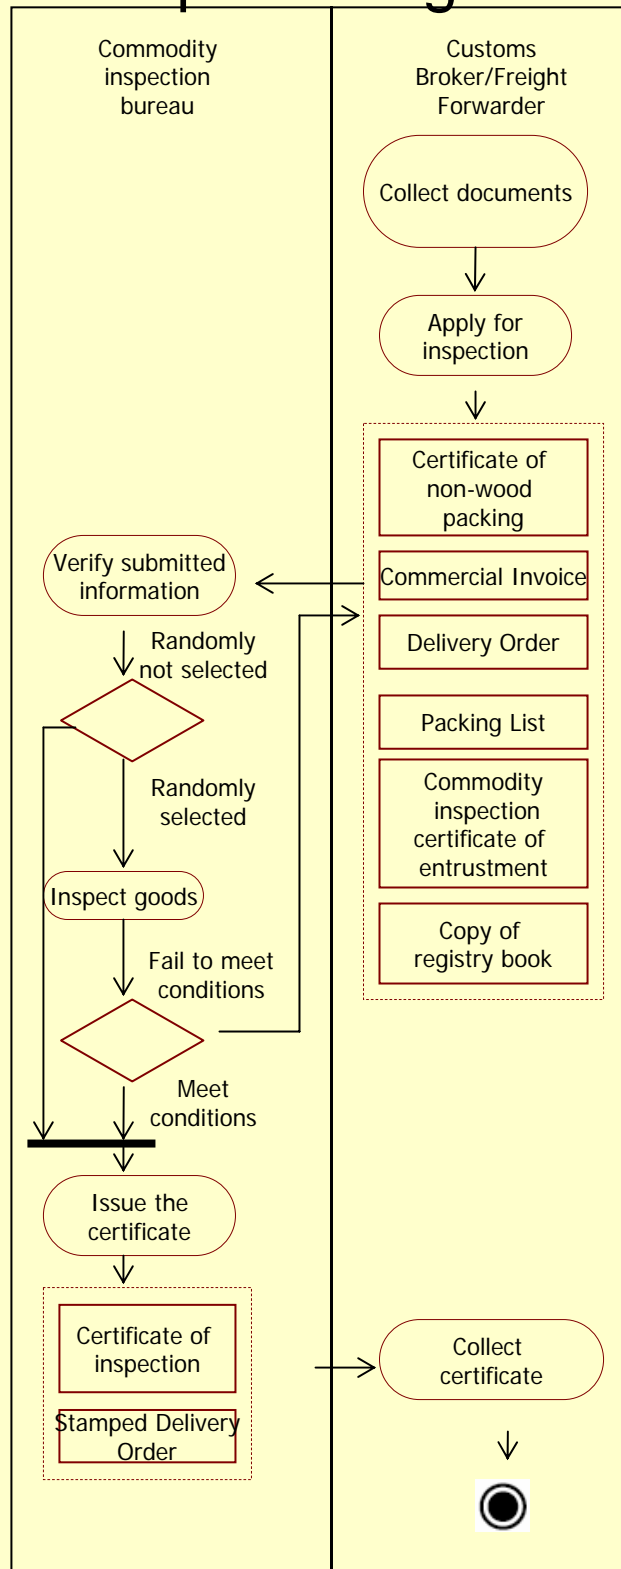 Commodity
inspection
bureau
Customs
Broker/Freight
Forwarder
Collect documents
Apply for
inspection
Certificate of
non-wood
packing
Verify submitted
information
Commercial Invoice
Randomly
not selected
Delivery Order
Packing List
Randomly
selected
Commodity
inspection
certificate of
entrustment
Inspect goods
Copy of
registry book
Fail to meet
conditions
Meet
conditions
Issue the
certificate
Certificate of
inspection
Collect
certificate
Stamped Delivery
Order